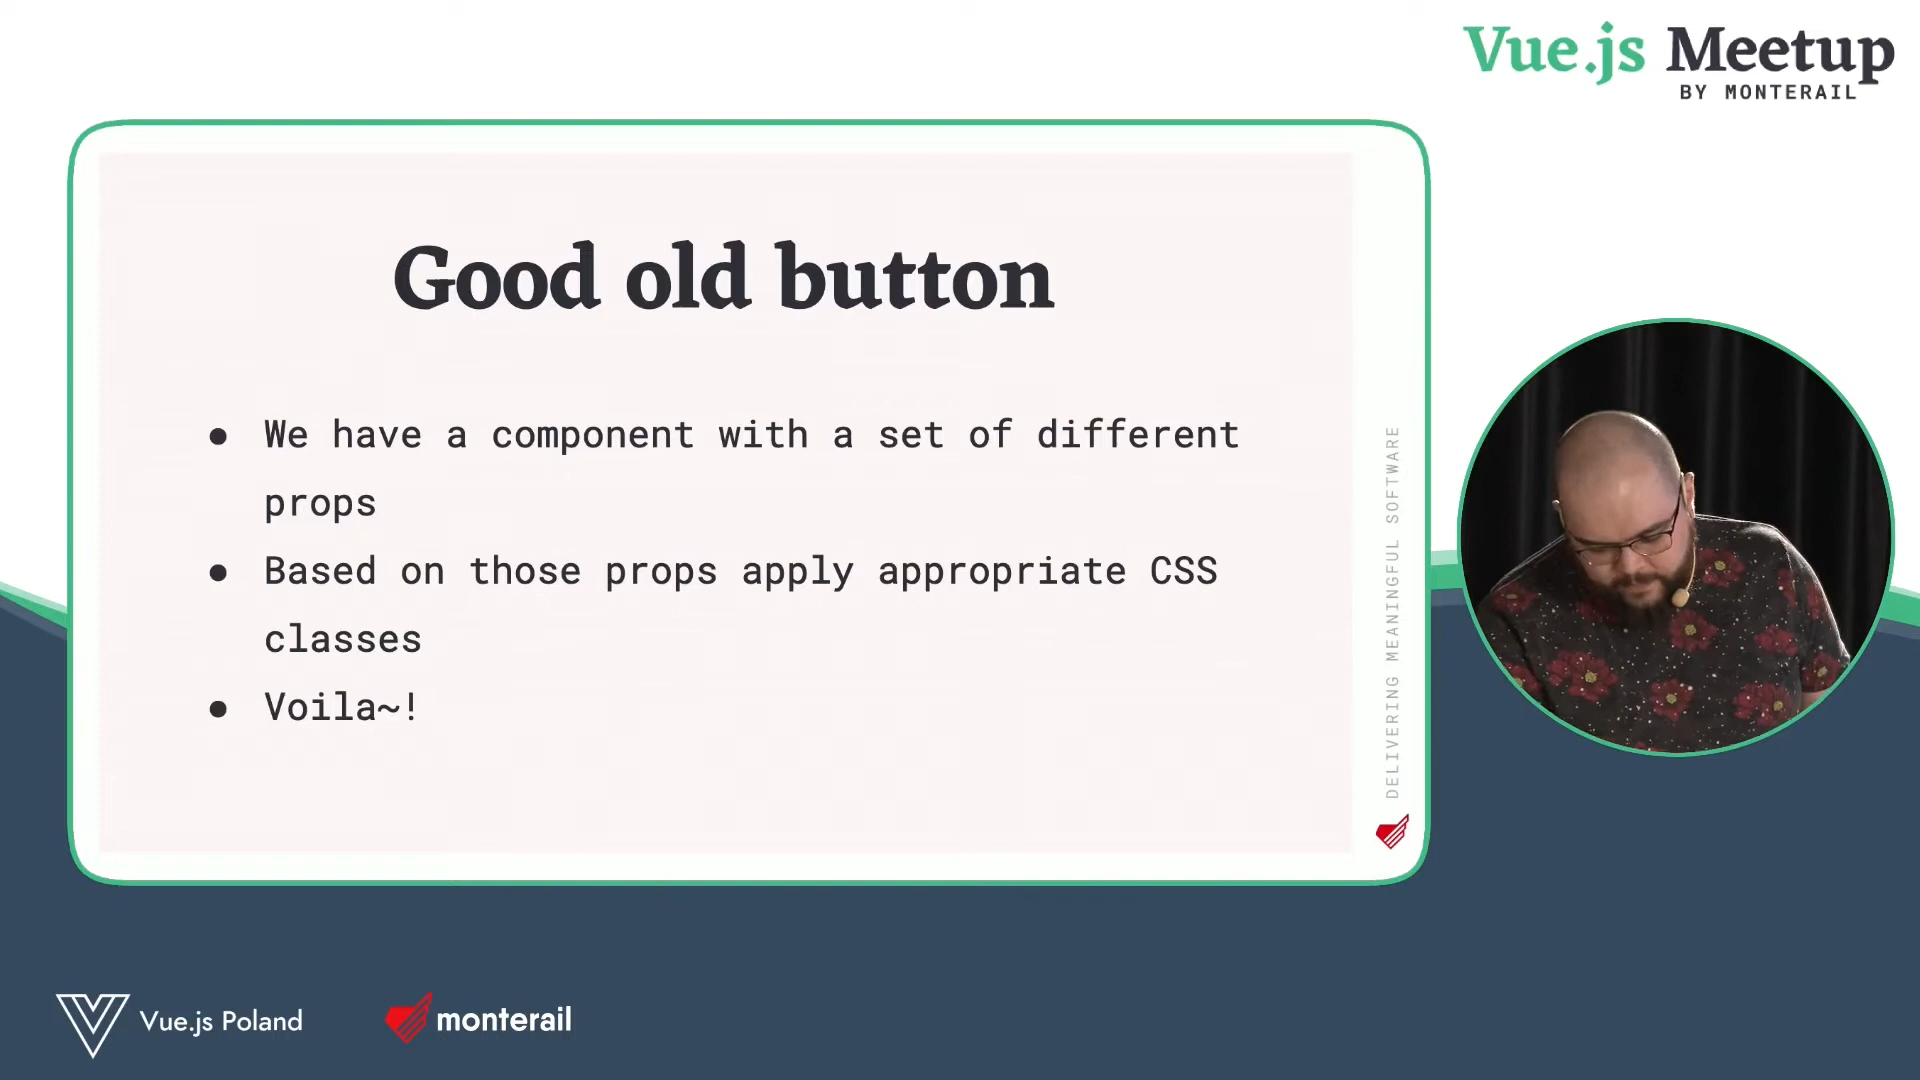 Vue.js Meetup
BY MONTERAIL
Good old button
● We have a component with a set of different
props
● Based on those props apply appropriate CSS
classes
● Voila~!
DELIVERING MEANINGFUL SOFTWARE
Vue.js Poland
monterail